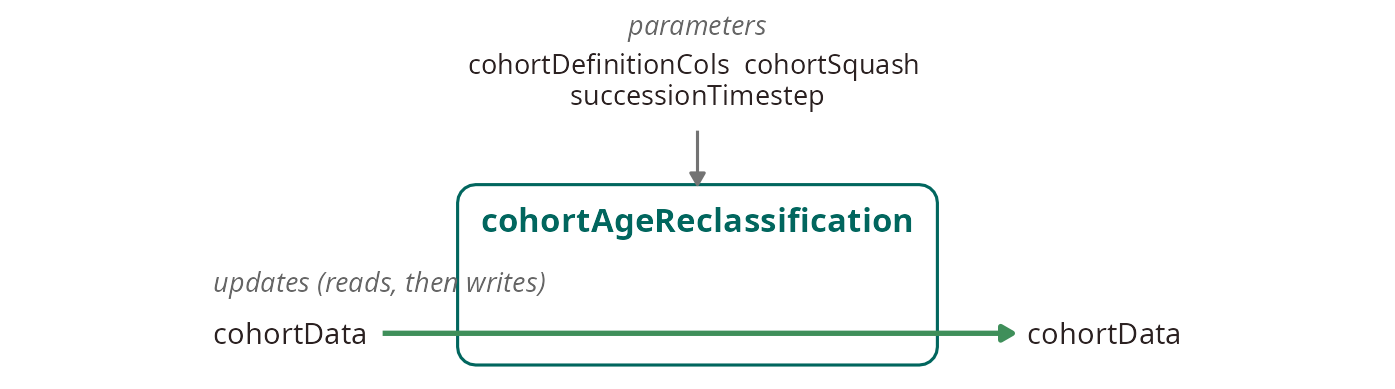 parameters
cohortDefinitionCols cohortSquash
successionTimestep
cohortAgeReclassification
updates (reads, then writes)
cohortData cohortData